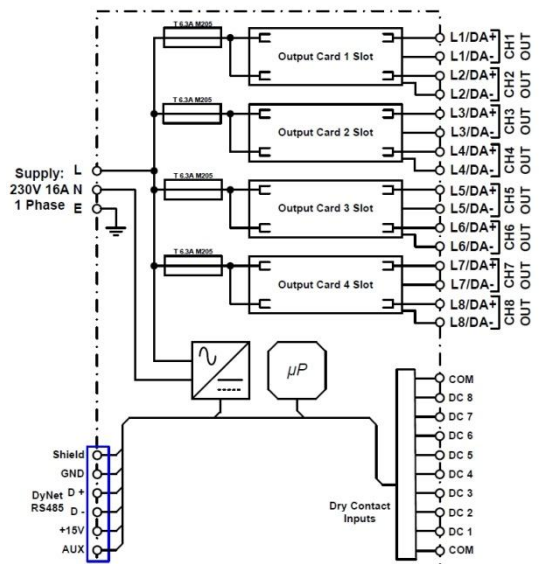 T 6.3A M205
Output Card 1 Slot
L1/DA+
L1/DA-
CH1 OUT
L2/DA+
L2/DA-
CH2 OUT
T 6.3A M205
Output Card 2 Slot
L3/DA+
L3/DA-
CH3 OUT
L4/DA+
L4/DA-
CH4 OUT
Supply: L
230V 16A N
1 Phase E
T 6.3A M205
Output Card 3 Slot
L5/DA+
L5/DA-
CH5 OUT
L6/DA+
L6/DA-
CH6 OUT
T 6.3A M205
Output Card 4 Slot
L7/DA+
L7/DA-
CH7 OUT
L8/DA+
L8/DA-
CH8 OUT
µP
COM
DC 8
DC 7
DC 6
DC 5
DC 4
DC 3
DC 2
DC 1
COM
Dry Contact
Inputs
Shield
GND
DyNet D +
RS485 D -
+15V
AUX